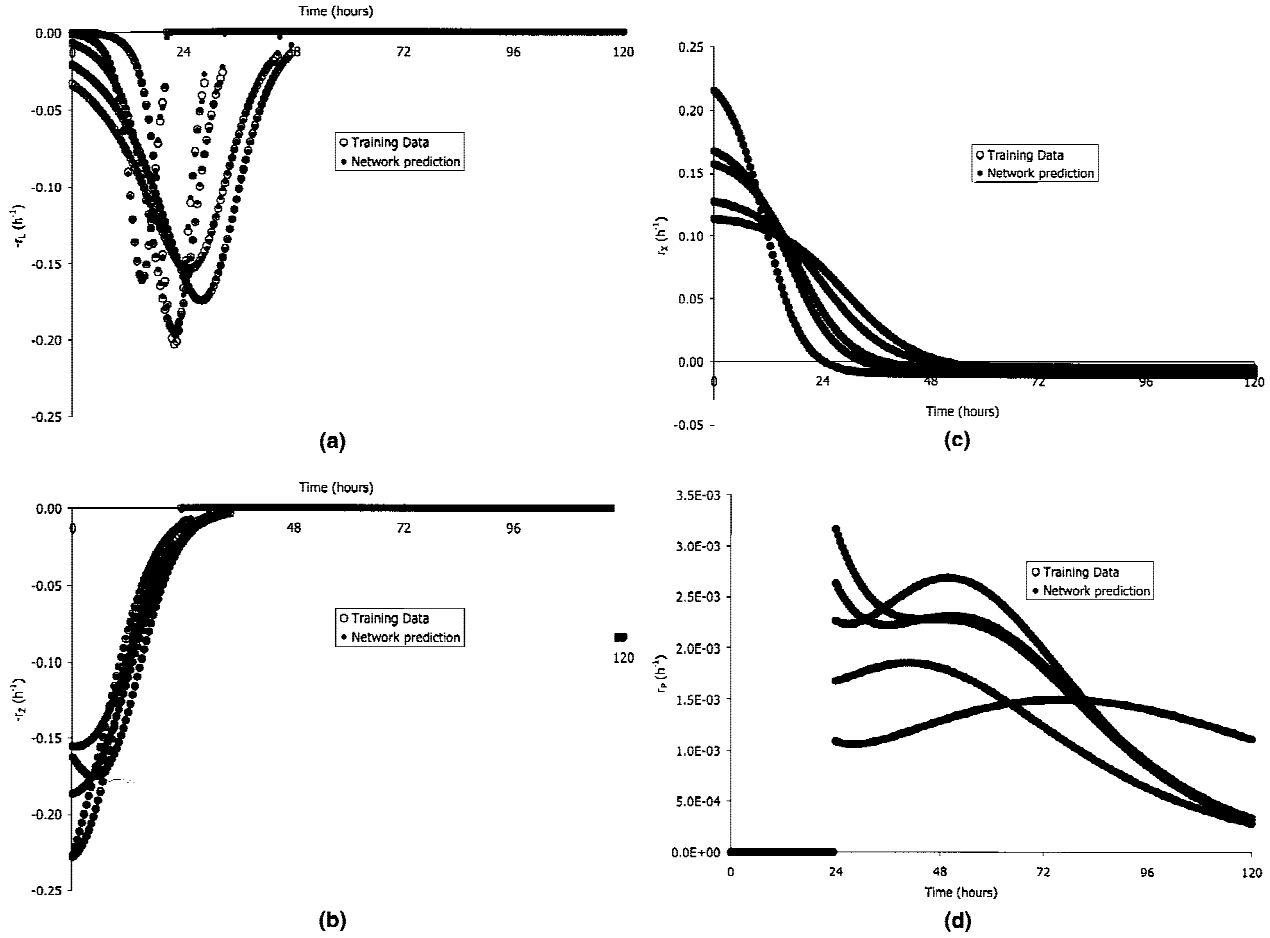 Time (hours)
0.00
0
24
48
72
96
120
-0.05
-0.10
-0.15
-0.20
-0.25
-r_L (h⁻¹)
Training Data
Network prediction
(a)
0.25
0.20
0.15
0.10
0.05
0.00
-0.05
r_X (h⁻¹)
Training Data
Network prediction
0
24
48
72
96
120
Time (hours)
(c)
Time (hours)
0.00
0
48
72
96
120
-0.05
-0.10
-0.15
-0.20
-0.25
-r_2 (h⁻¹)
Training Data
Network prediction
(b)
3.5E-03
3.0E-03
2.5E-03
2.0E-03
1.5E-03
1.0E-03
5.0E-04
0.0E+00
r_P (h⁻¹)
Training Data
Network prediction
0
24
48
72
96
120
Time (hours)
(d)